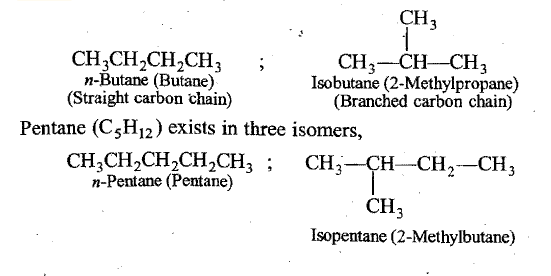 CH₃
CH₃CH₂CH₂CH₃ ; CH₃—CH—CH₃
n-Butane (Butane) Isobutane (2-Methylpropane)
(Straight carbon chain) (Branched carbon chain)
Pentane (C₅H₁₂) exists in three isomers,
CH₃CH₂CH₂CH₂CH₃ ; CH₃—CH—CH₂—CH₃
n-Pentane (Pentane)
CH₃
Isopentane (2-Methylbutane)